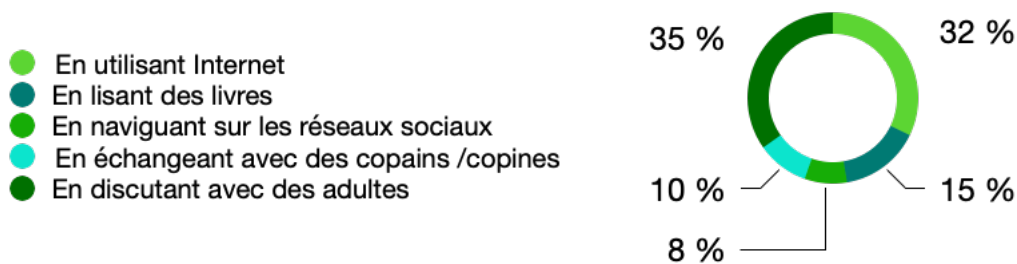 En utilisant Internet
En lisant des livres
En naviguant sur les réseaux sociaux
En échangeant avec des copains /copines
En discutant avec des adultes
35 %
32 %
10 %
15 %
8 %